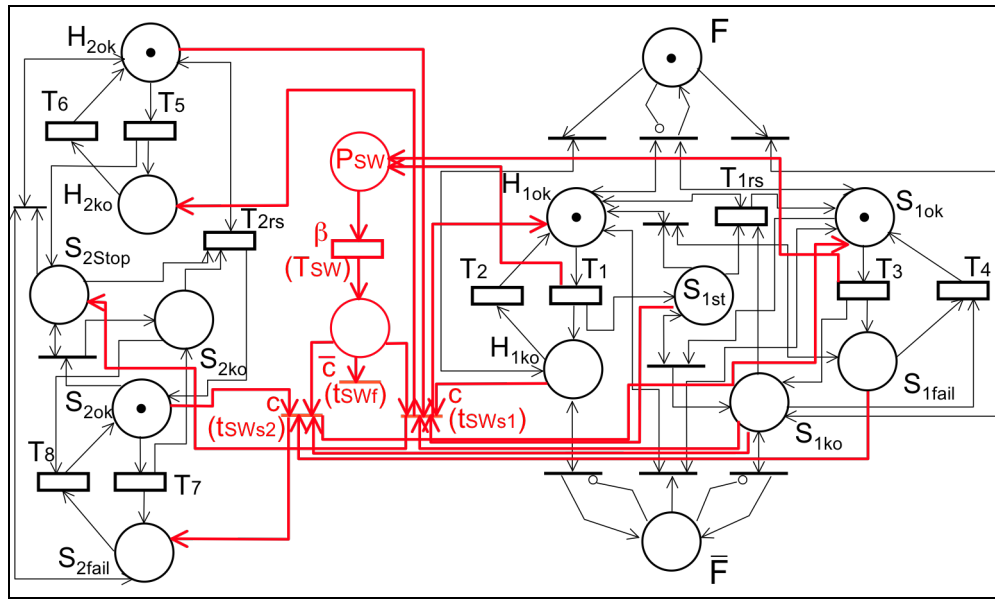 H2ok
F
T6
T5
PSW
H1ok
T1rs
S1ok
H2ko
T2rs
β
(TSW)
S2Stop
T2
T1
S1st
T3
T4
S2ko
H1ko
c̄
(tSWf)
S2ok
c
(tSWs2)
c
(tSWs1)
S1fail
S1ko
T8
T7
S2fail
F̄